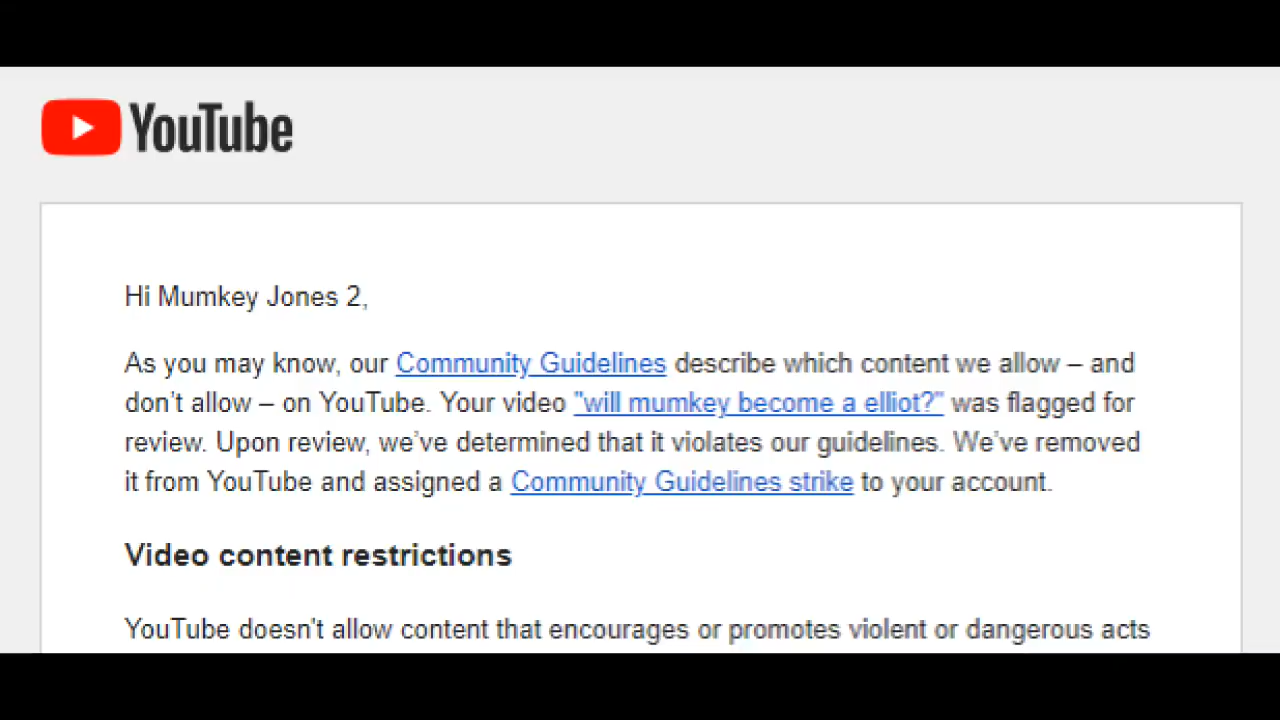 YouTube
Hi Mumkey Jones 2,
As you may know, our Community Guidelines describe which content we allow – and
don't allow – on YouTube. Your video "will mumkey become a elliot?" was flagged for
review. Upon review, we've determined that it violates our guidelines. We've removed
it from YouTube and assigned a Community Guidelines strike to your account.
Video content restrictions
YouTube doesn't allow content that encourages or promotes violent or dangerous acts